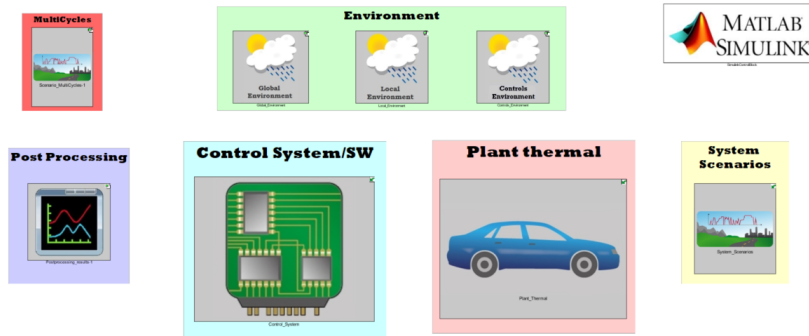 MultiCycles
Scenario_MultiCycles-1
Environment
Global
Environment
Global_Environment
Local
Environment
Local_Environment
Controls
Environment
Controls_Environment
MATLAB
SIMULINK
Post Processing
Postprocessing_results-1
Control System/SW
Control_System
Plant thermal
Plant_Thermal
System
Scenarios
System_Scenarios